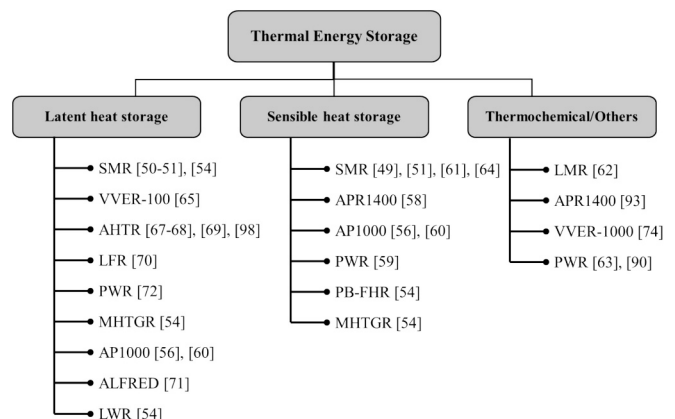 Thermal Energy Storage
Latent heat storage
SMR [50-51], [54]
VVER-100 [65]
AHTR [67-68], [69], [98]
LFR [70]
PWR [72]
MHTGR [54]
AP1000 [56], [60]
ALFRED [71]
LWR [54]
Sensible heat storage
SMR [49], [51], [61], [64]
APR1400 [58]
AP1000 [56], [60]
PWR [59]
PB-FHR [54]
MHTGR [54]
Thermochemical/Others
LMR [62]
APR1400 [93]
VVER-1000 [74]
PWR [63], [90]